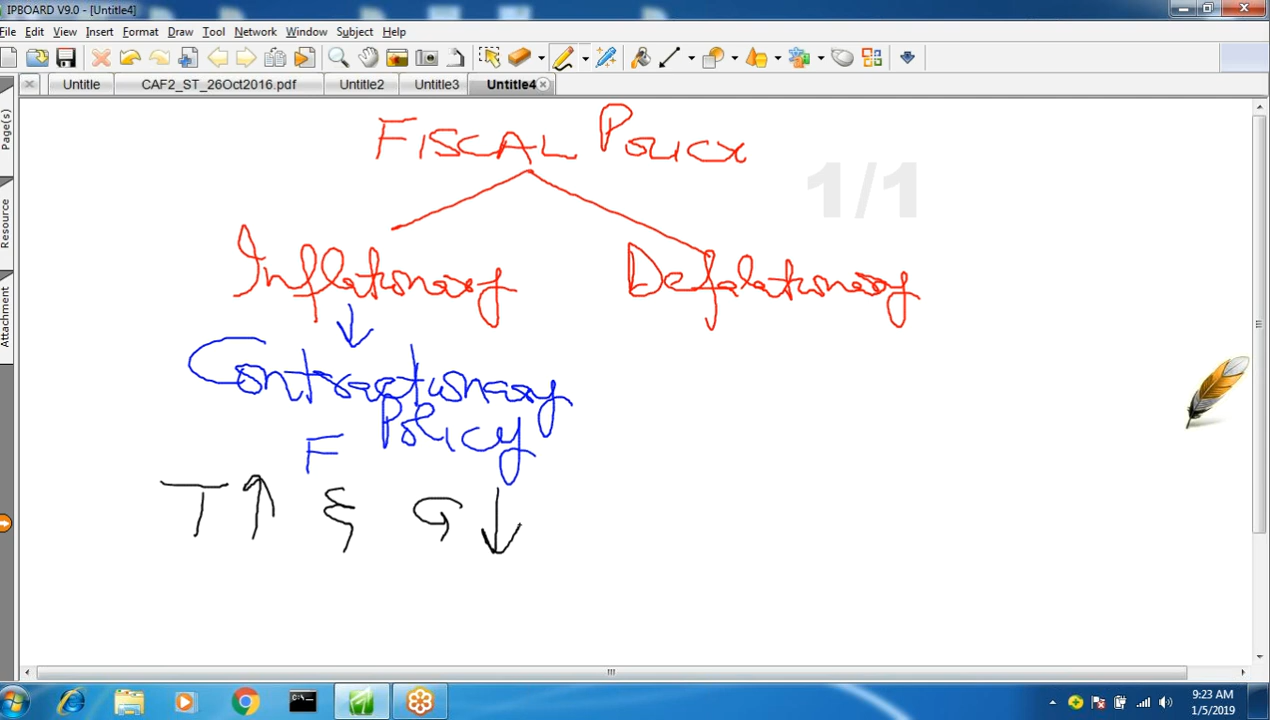 IPBOARD V9.0 - [Untitle4]
File Edit View Insert Format Draw Tool Network Window Subject Help
Untitle CAF2_ST_26Oct2016.pdf Untitle2 Untitle3 Untitle4
Page(s)
Resource
Attachment
1/1
FISCAL POLICY
Inflationary Defalationary
Contractionary
F Policy
T↑ & G↓
9:23 AM
1/5/2019